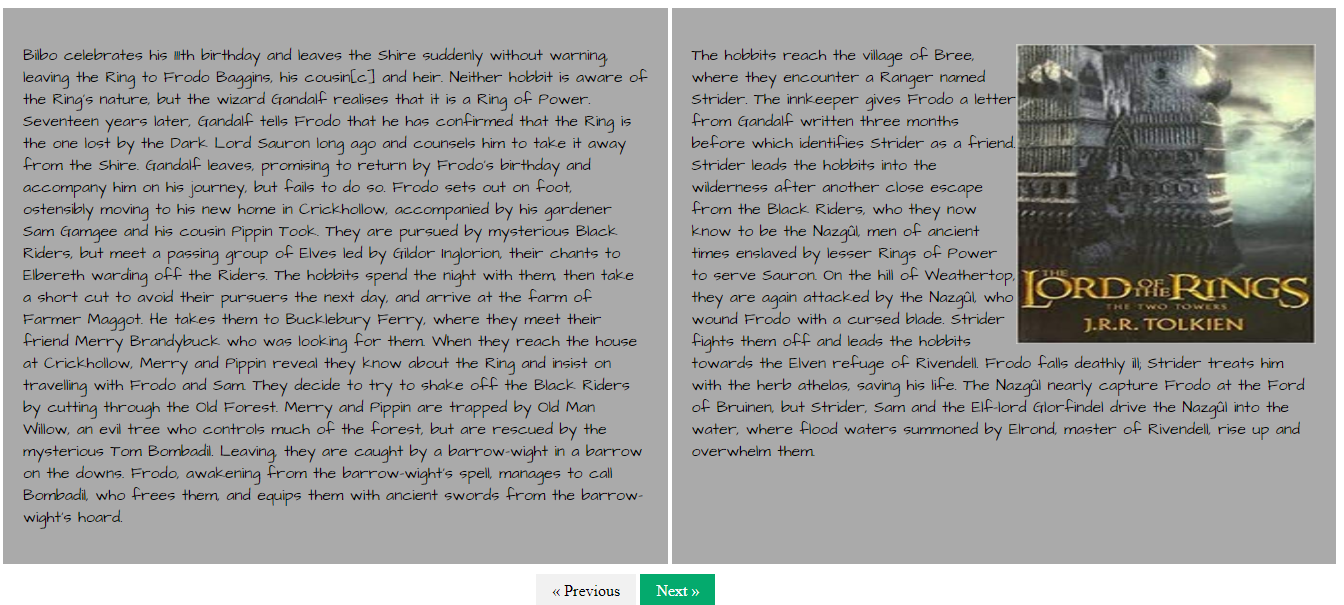 Bilbo celebrates his 111th birthday and leaves the Shire suddenly without warning,
leaving the Ring to Frodo Baggins, his cousin[c] and heir. Neither hobbit is aware of
the Ring's nature, but the wizard Gandalf realises that it is a Ring of Power.
Seventeen years later, Gandalf tells Frodo that he has confirmed that the Ring is
the one lost by the Dark Lord Sauron long ago and counsels him to take it away
from the Shire. Gandalf leaves, promising to return by Frodo's birthday and
accompany him on his journey, but fails to do so. Frodo sets out on foot,
ostensibly moving to his new home in Crickhollow, accompanied by his gardener
Sam Gamgee and his cousin Pippin Took. They are pursued by mysterious Black
Riders, but meet a passing group of Elves led by Gildor Inglorion, their chants to
Elbereth warding off the Riders. The hobbits spend the night with them, then take
a short cut to avoid their pursuers the next day, and arrive at the farm of
Farmer Maggot. He takes them to Bucklebury Ferry, where they meet their
friend Merry Brandybuck who was looking for them. When they reach the house
at Crickhollow, Merry and Pippin reveal they know about the Ring and insist on
travelling with Frodo and Sam. They decide to try to shake off the Black Riders
by cutting through the Old Forest. Merry and Pippin are trapped by Old Man
Willow, an evil tree who controls much of the forest, but are rescued by the
mysterious Tom Bombadil. Leaving, they are caught by a barrow-wight in a barrow
on the downs. Frodo, awakening from the barrow-wight's spell, manages to call
Bombadil, who frees them, and equips them with ancient swords from the barrow-
wight's hoard.
The hobbits reach the village of Bree,
where they encounter a Ranger named
Strider. The innkeeper gives Frodo a letter
from Gandalf written three months
before which identifies Strider as a friend.
Strider leads the hobbits into the
wilderness after another close escape
from the Black Riders, who they now
know to be the Nazgûl, men of ancient
times enslaved by lesser Rings of Power
to serve Sauron. On the hill of Weathertop,
they are again attacked by the Nazgûl, who
wound Frodo with a cursed blade. Strider
fights them off and leads the hobbits
towards the Elven refuge of Rivendell. Frodo falls deathly ill; Strider treats him
with the herb athelas, saving his life. The Nazgûl nearly capture Frodo at the Ford
of Bruinen, but Strider, Sam and the Elf-lord Glorfindel drive the Nazgûl into the
water, where flood waters summoned by Elrond, master of Rivendell, rise up and
overwhelm them.
THE
LORD OF THE RINGS
THE TWO TOWERS
J.R.R. TOLKIEN
« Previous
Next »